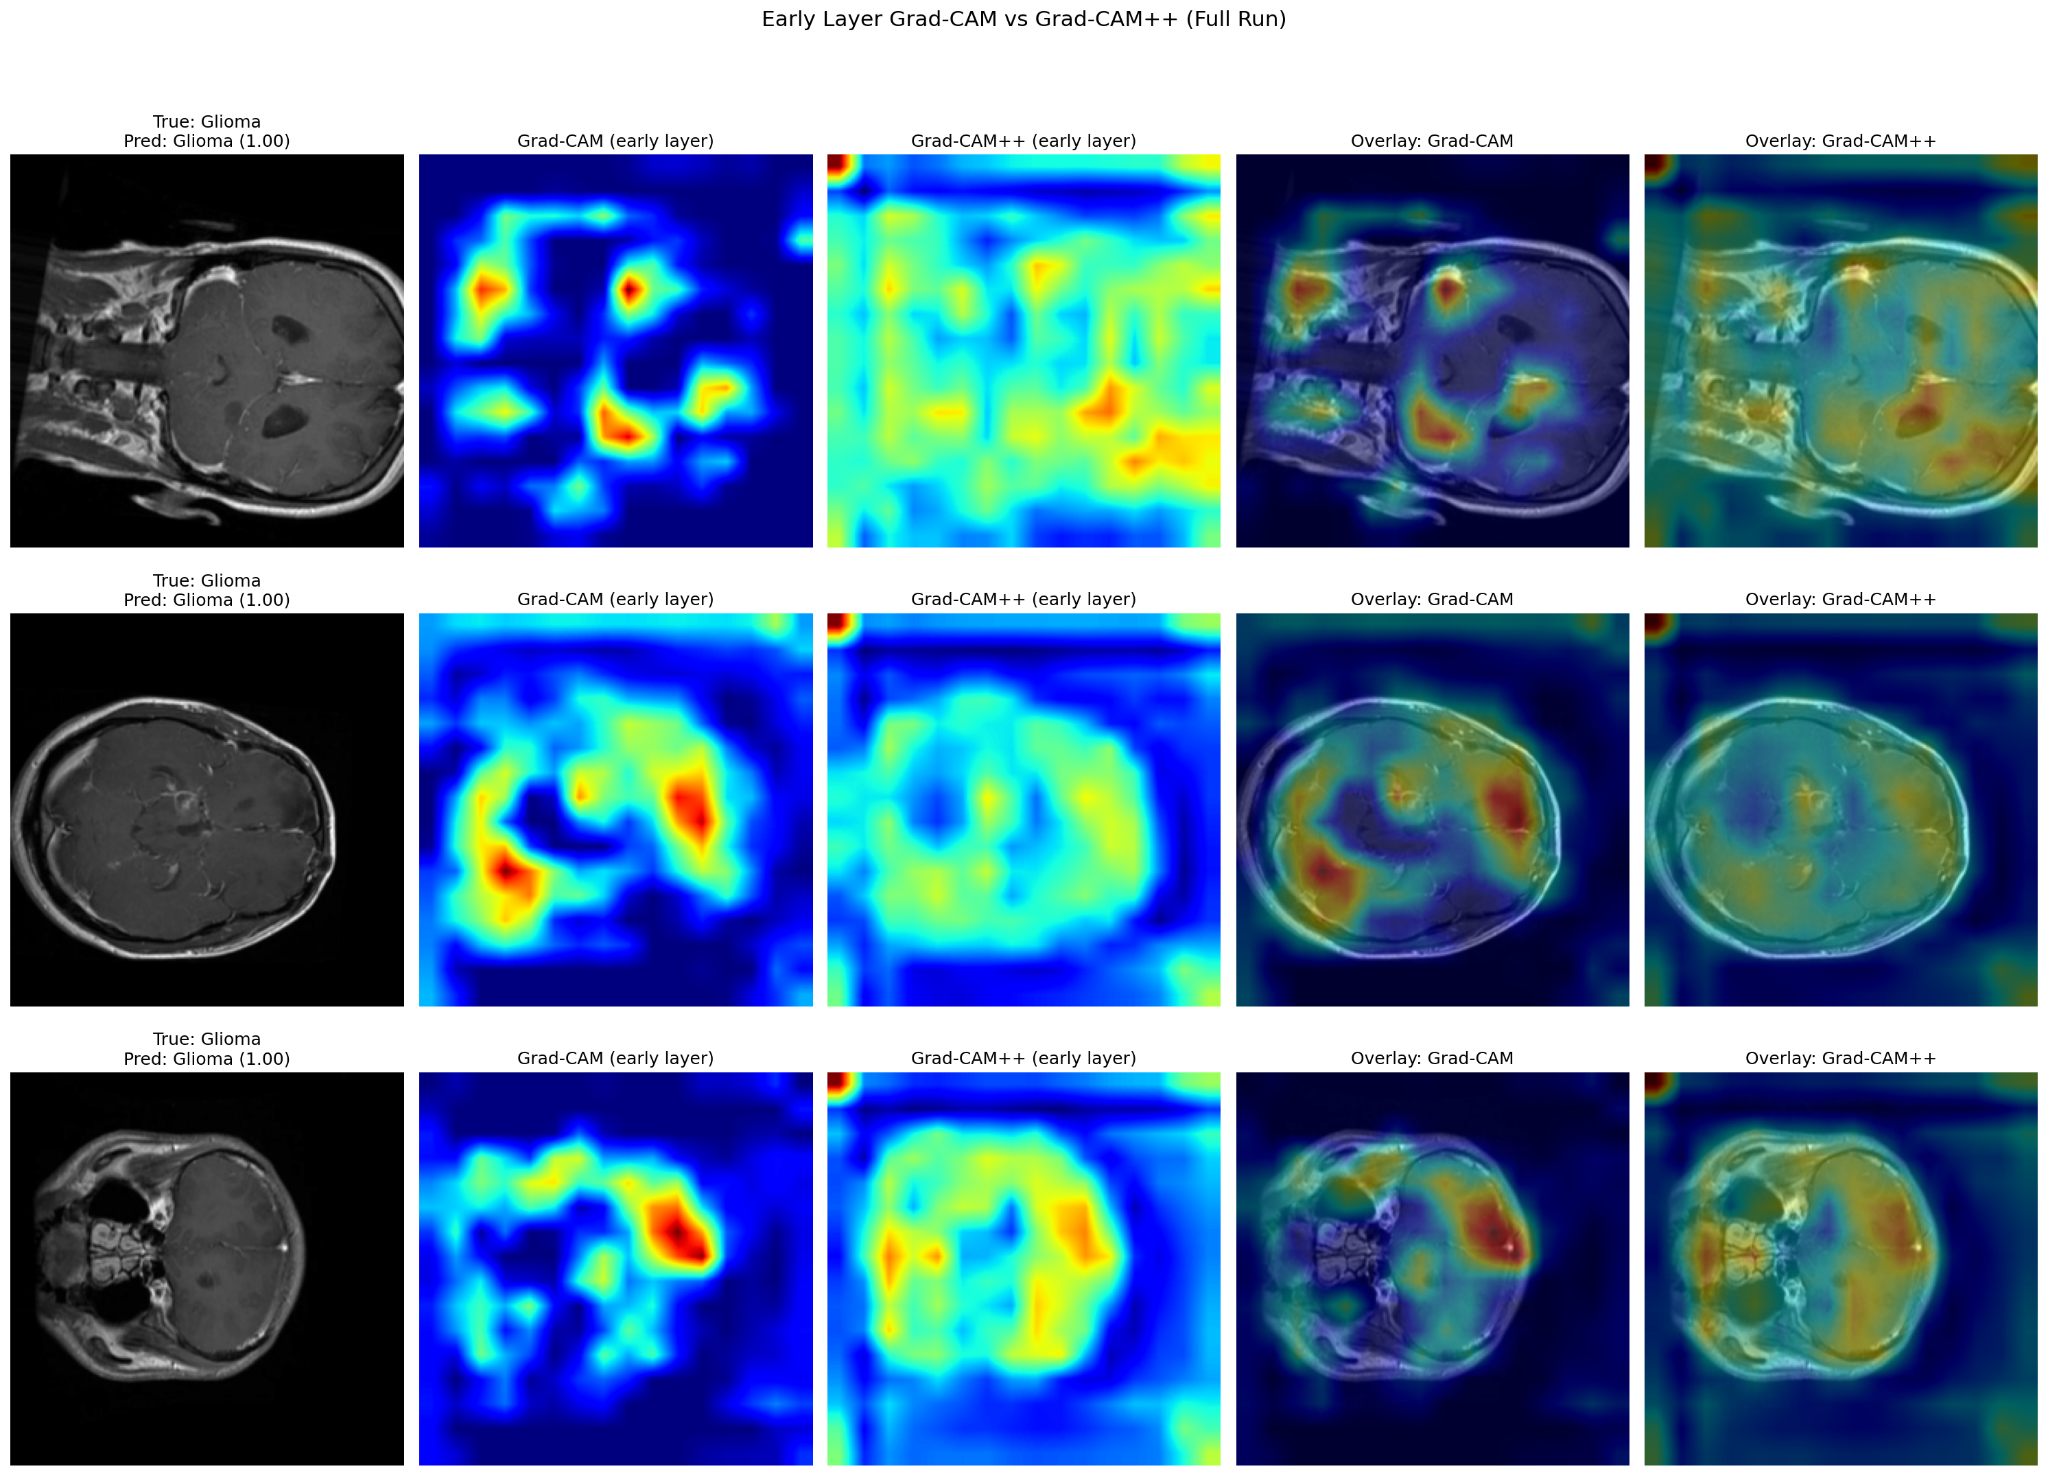 Early Layer Grad-CAM vs Grad-CAM++ (Full Run)
True: Glioma
Pred: Glioma (1.00)
Grad-CAM (early layer)
Grad-CAM++ (early layer)
Overlay: Grad-CAM
Overlay: Grad-CAM++
True: Glioma
Pred: Glioma (1.00)
Grad-CAM (early layer)
Grad-CAM++ (early layer)
Overlay: Grad-CAM
Overlay: Grad-CAM++
True: Glioma
Pred: Glioma (1.00)
Grad-CAM (early layer)
Grad-CAM++ (early layer)
Overlay: Grad-CAM
Overlay: Grad-CAM++